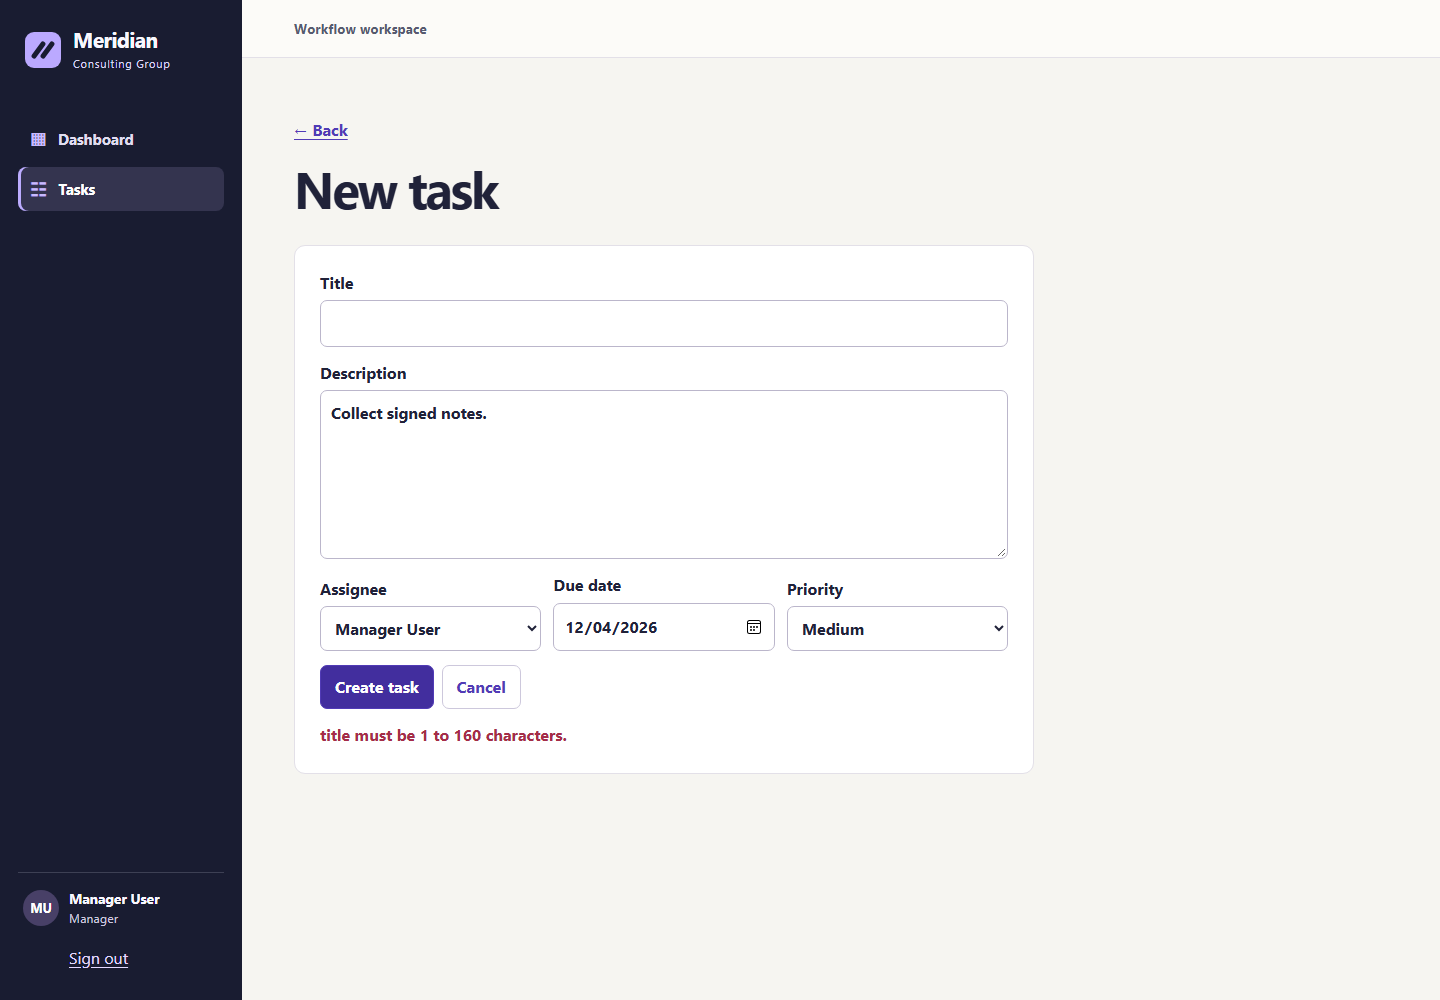 Meridian
Consulting Group
Dashboard
Tasks
Manager User
MU
Manager
Sign out
Workflow workspace
← Back
New task
Title
Description
Collect signed notes.
Assignee
Due date
Priority
Manager User
12/04/2026
Medium
Create task
Cancel
title must be 1 to 160 characters.